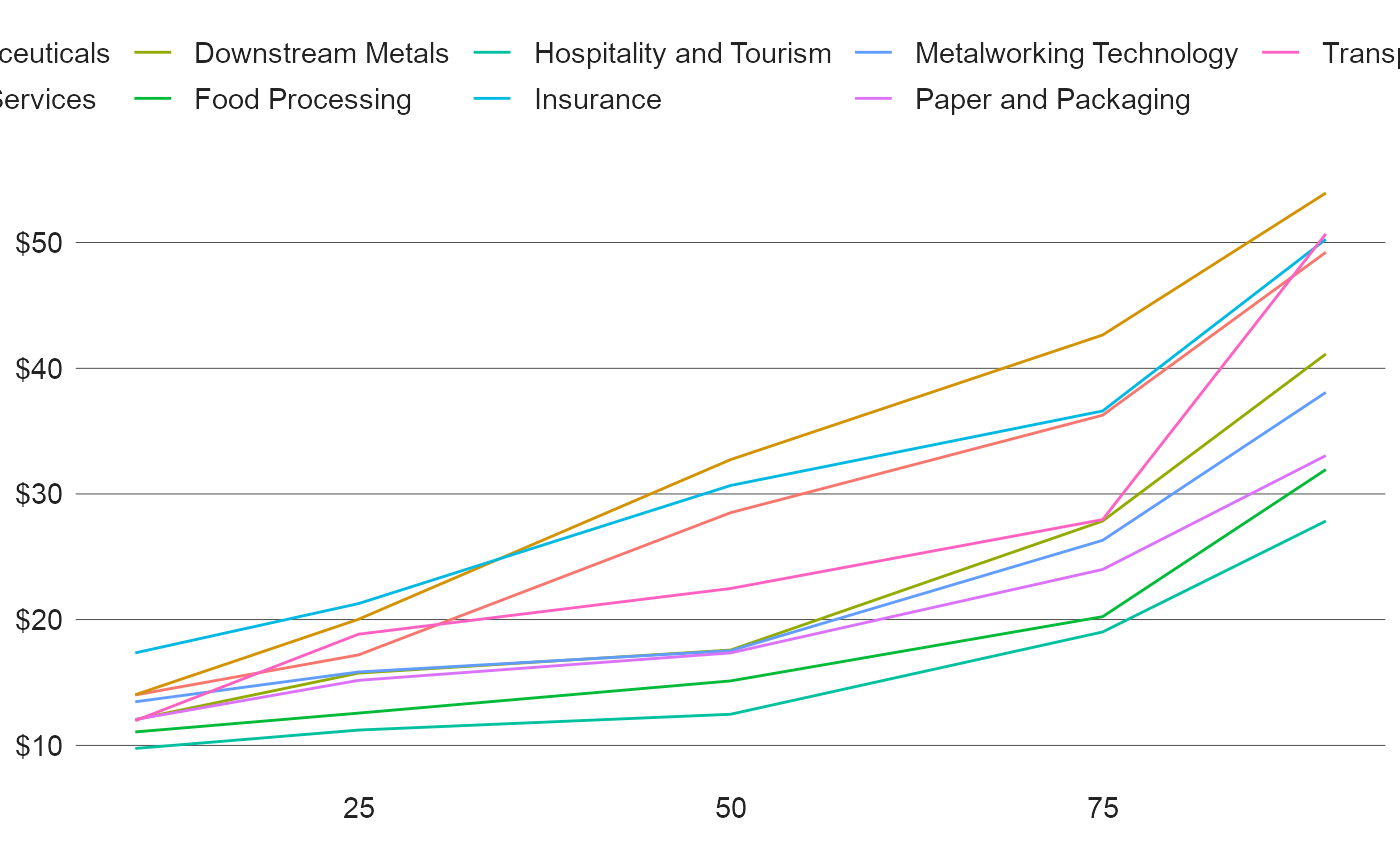 ceuticals Downstream Metals Hospitality and Tourism Metalworking Technology Transp
Services Food Processing Insurance Paper and Packaging
$50
$40
$30
$20
$10
25 50 75